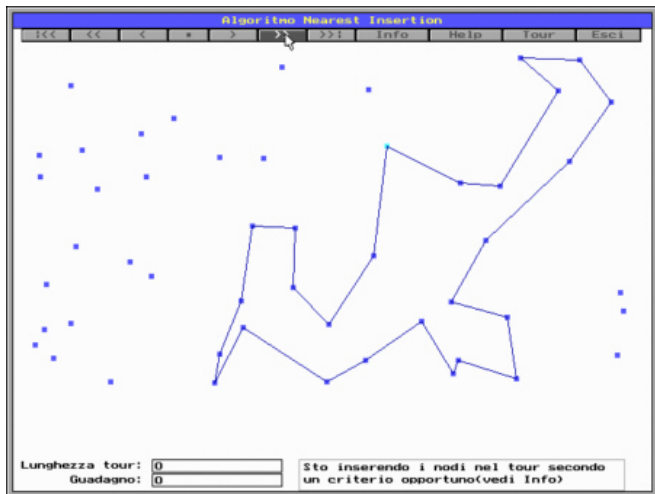 Algoritmo Nearest Insertion
:<< << < ▪ > >> >>: Info Help Tour Esci
Lunghezza tour: 0
Guadagno: 0
Sto inserendo i nodi nel tour secondo
un criterio opportuno(vedi Info)